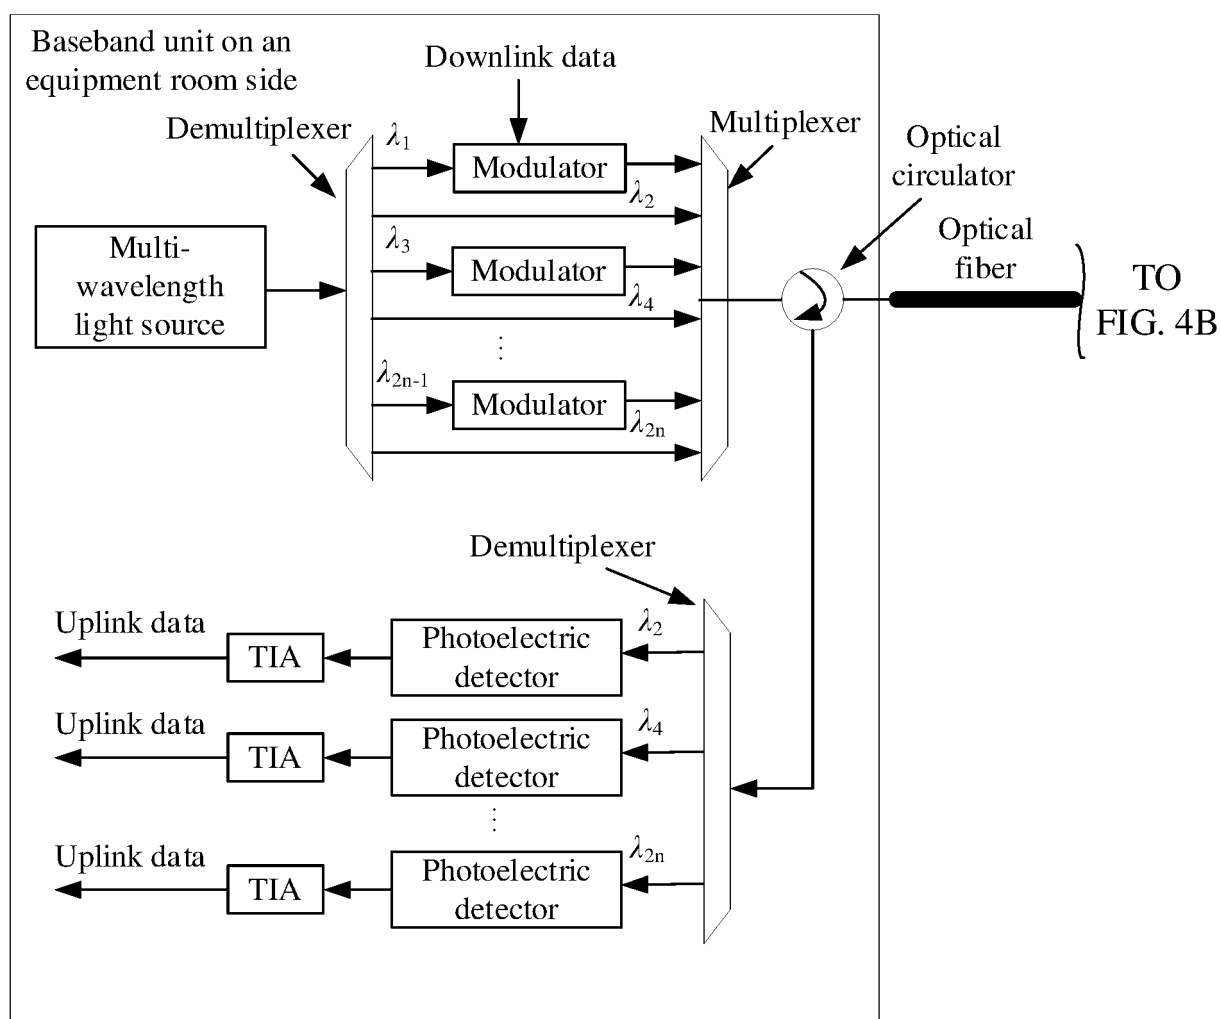 Baseband unit on an
equipment room side
Downlink data
Demultiplexer
Multiplexer
Optical
circulator
λ1
Modulator
λ2
λ3
Modulator
λ4
⋮
λ2n-1
Modulator
λ2n
Multi-
wavelength
light source
Optical
fiber
TO
FIG. 4B
Demultiplexer
Uplink data
TIA
Photoelectric
detector
λ2
Uplink data
TIA
Photoelectric
detector
λ4
⋮
Uplink data
TIA
Photoelectric
detector
λ2n